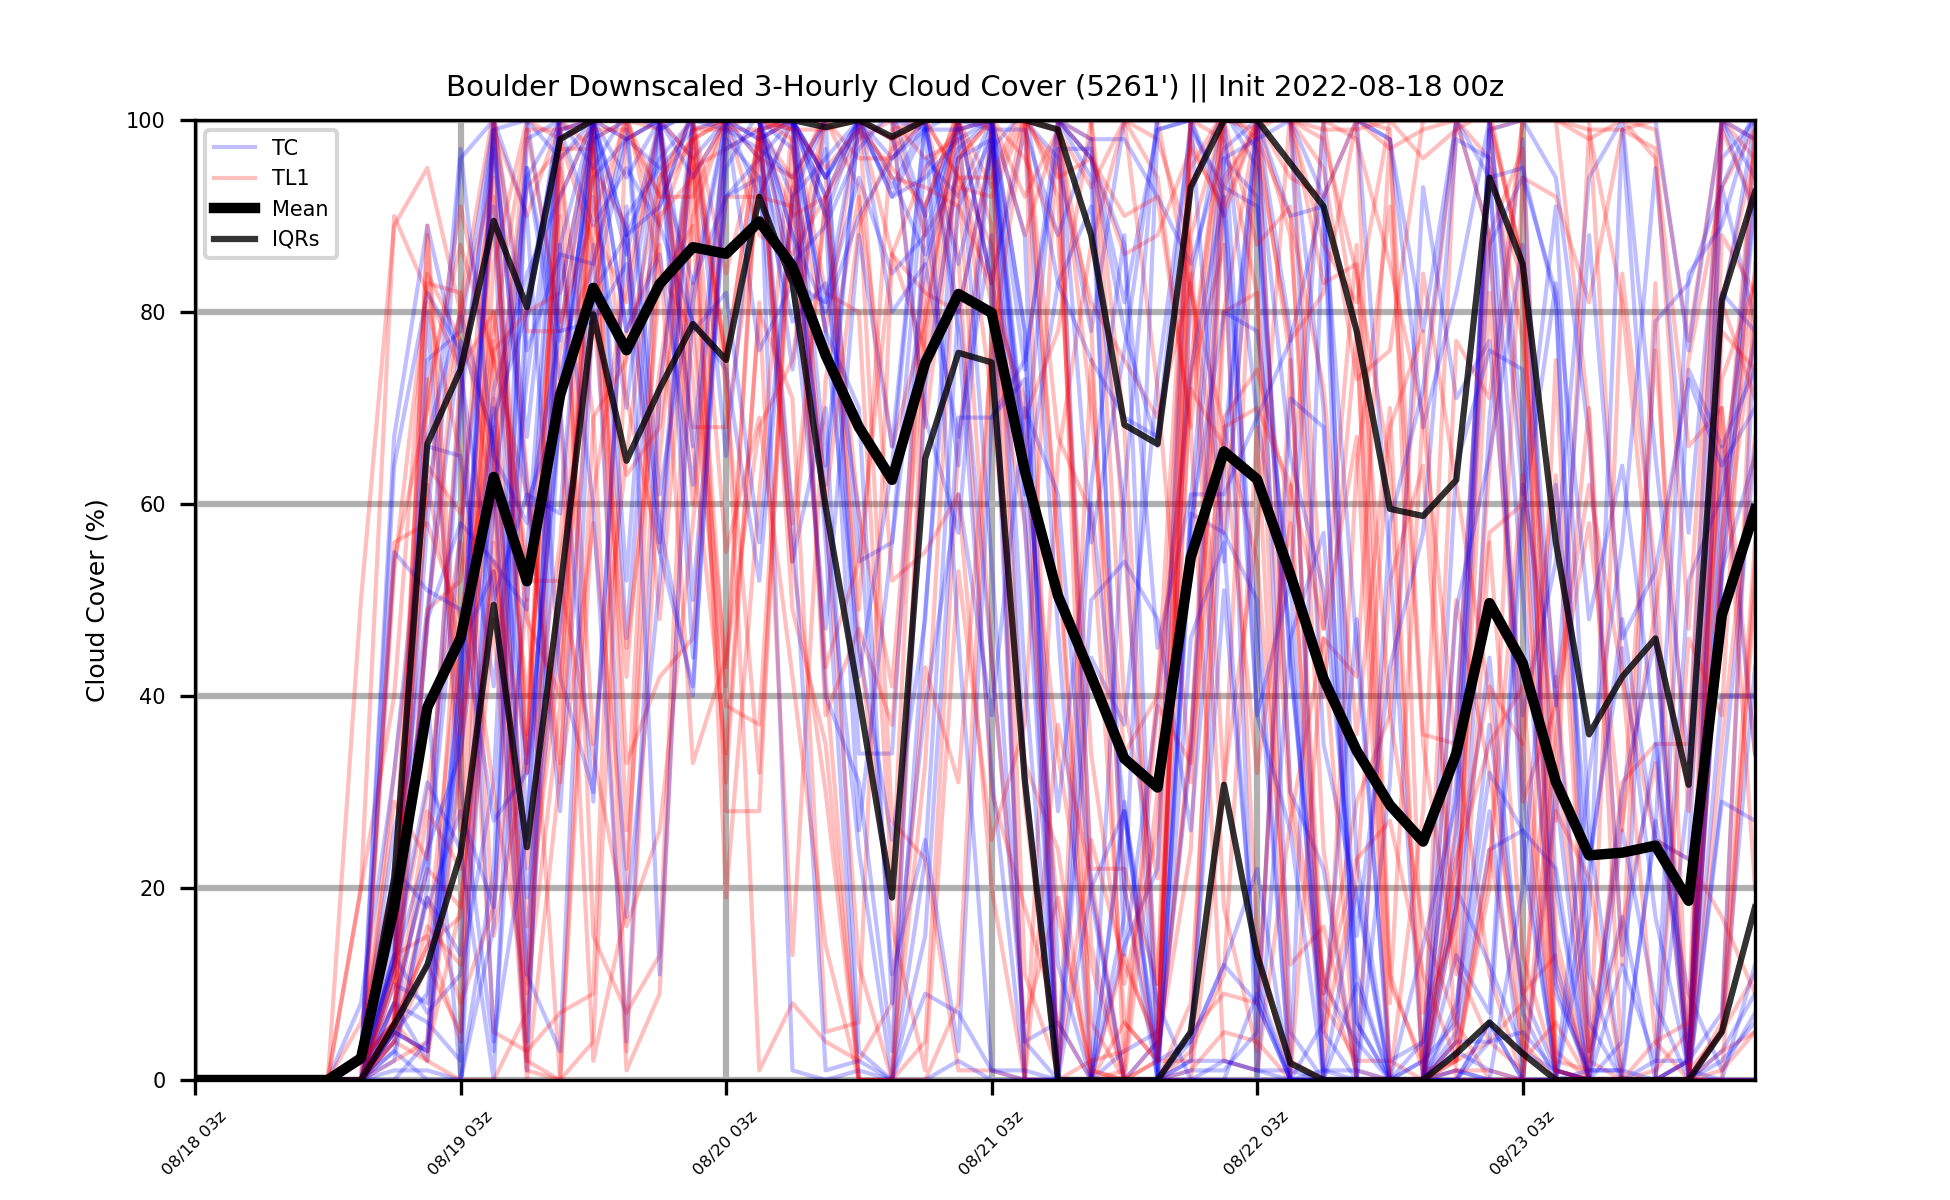 Boulder Downscaled 3-Hourly Cloud Cover (5261') || Init 2022-08-18 00z
TC
TL1
Mean
IQRs
Cloud Cover (%)
100
80
60
40
20
0
08/18 03z
08/19 03z
08/20 03z
08/21 03z
08/22 03z
08/23 03z